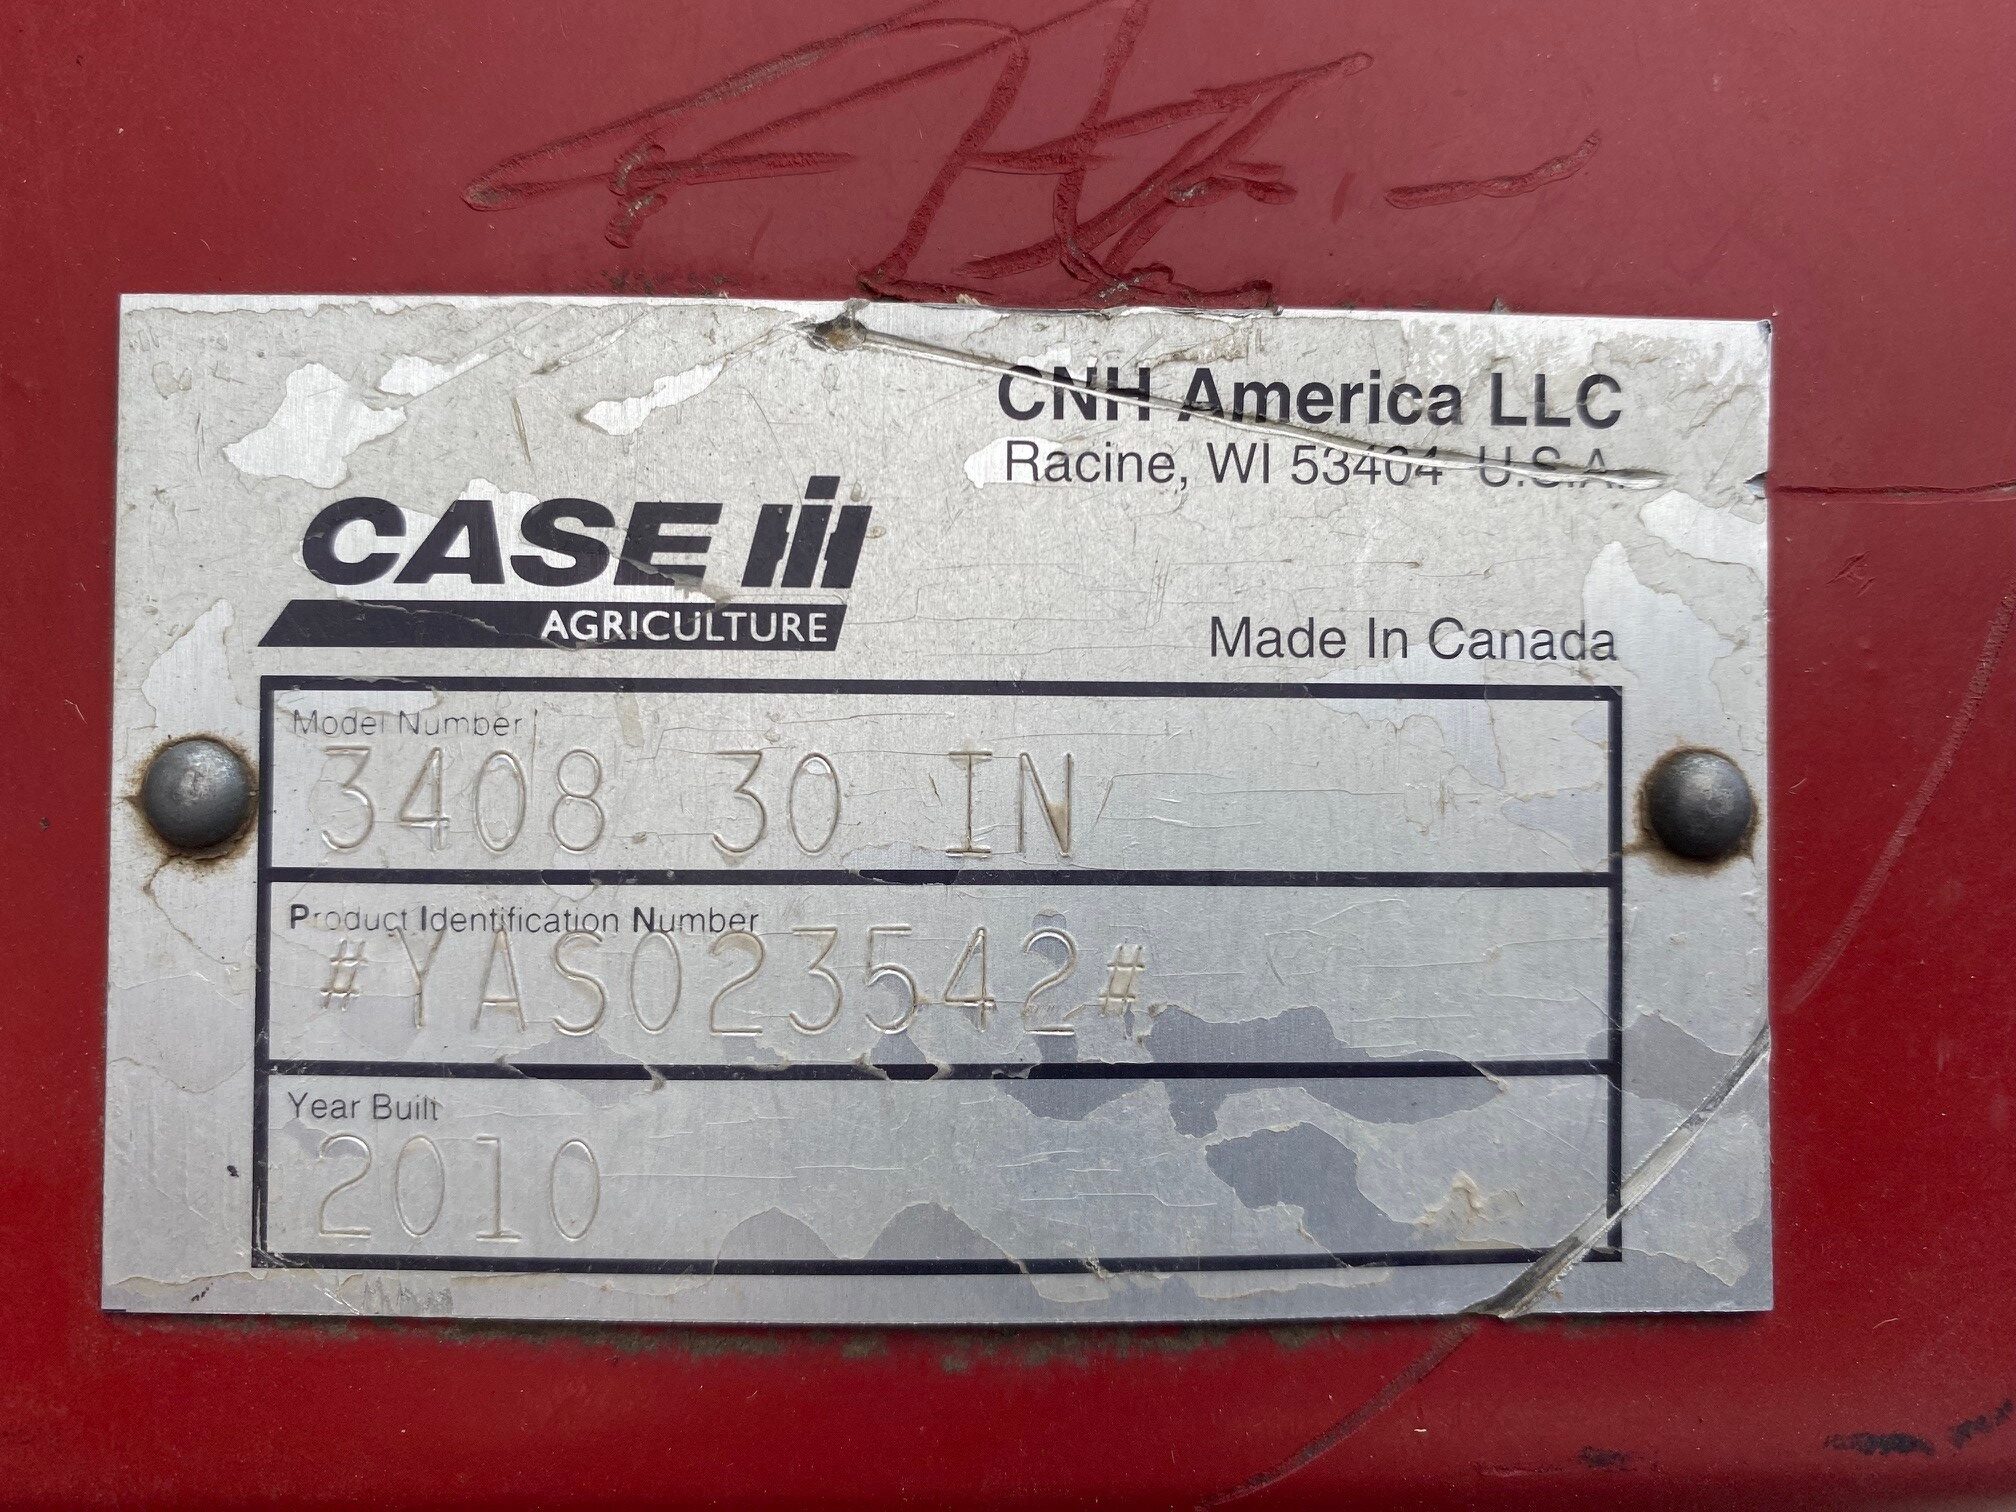 CNH America LLC
Racine, WI 53404 U.S.A.
CASE IH
AGRICULTURE
Made In Canada
Model Number
3408 30 IN
Product Identification Number
#YAS023542#
Year Built
2010